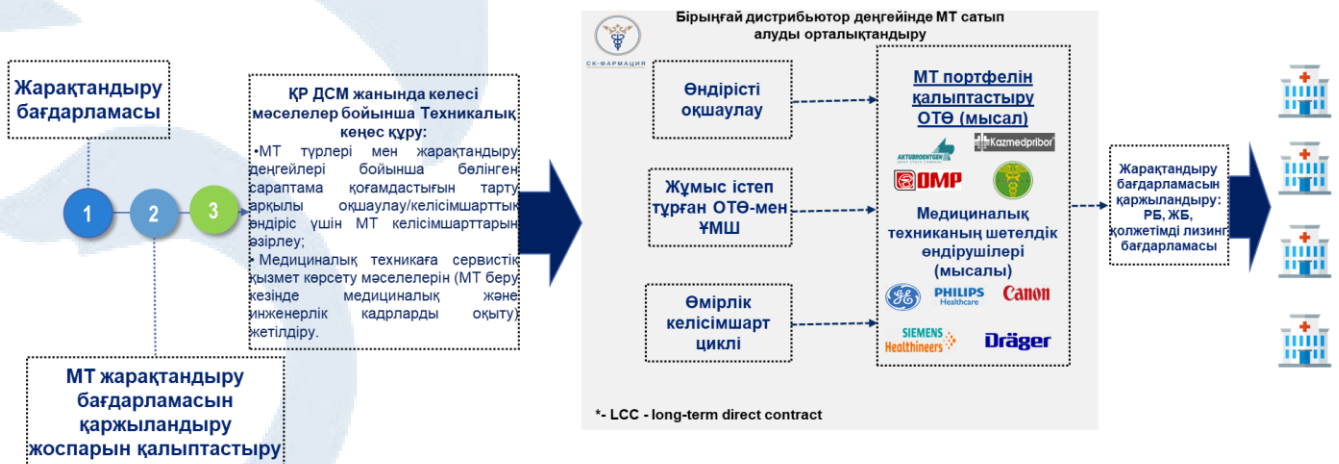 Жарақтандыру
бағдарламасы
1
2
3
МТ жарақтандыру
бағдарламасын
қаржыландыру
жоспарын қалыптастыру
ҚР ДСМ жанында келесі
мәселелер бойынша Техникалық
кеңес құру:
•МТ түрлері мен жарақтандыру
деңгейлері бойынша бөлінген
сараптама қоғамдастығын тарту
арқылы оқшаулау/келісімшарттық
өндіріс үшін МТ келісімшарттарын
әзірлеу;
• Медициналық техникаға сервистік
қызмет көрсету мәселелерін (МТ беру
кезінде медициналық және
инженерлік кадрларды оқыту)
жетілдіру.
СК-ФАРМАЦИЯ
Бірыңғай дистрибьютор деңгейінде МТ сатып
алуды орталықтандыру
Өндірісті
оқшаулау
Жұмыс істеп
тұрған ОТӨ-мен
ҰМШ
Өмірлік
келісімшарт
циклі
МТ портфелін
қалыптастыру
ОТӨ (мысал)
AKTUBROENTGEN
Kazmedpribor
DMP
Медициналық
техниканың шетелдік
өндірушілері
(мысалы)
GE
PHILIPS
Healthcare
Canon
SIEMENS
Healthineers
Dräger
*- LCC - long-term direct contract
Жарақтандыру
бағдарламасын
қаржыландыру:
РБ, ЖБ,
қолжетімді лизинг
бағдарламасы